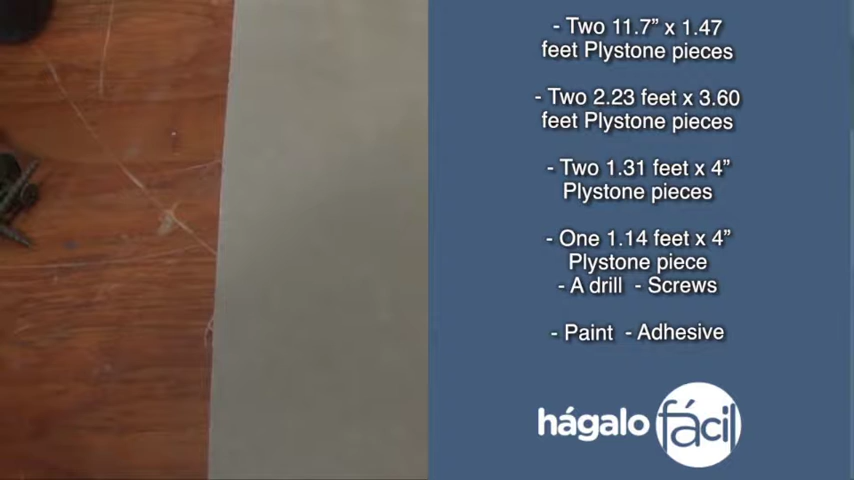 - Two 11.7” x 1.47
feet Plystone pieces
- Two 2.23 feet x 3.60
feet Plystone pieces
- Two 1.31 feet x 4”
Plystone pieces
- One 1.14 feet x 4”
Plystone piece
- A drill - Screws
- Paint - Adhesive
hágalo fácil